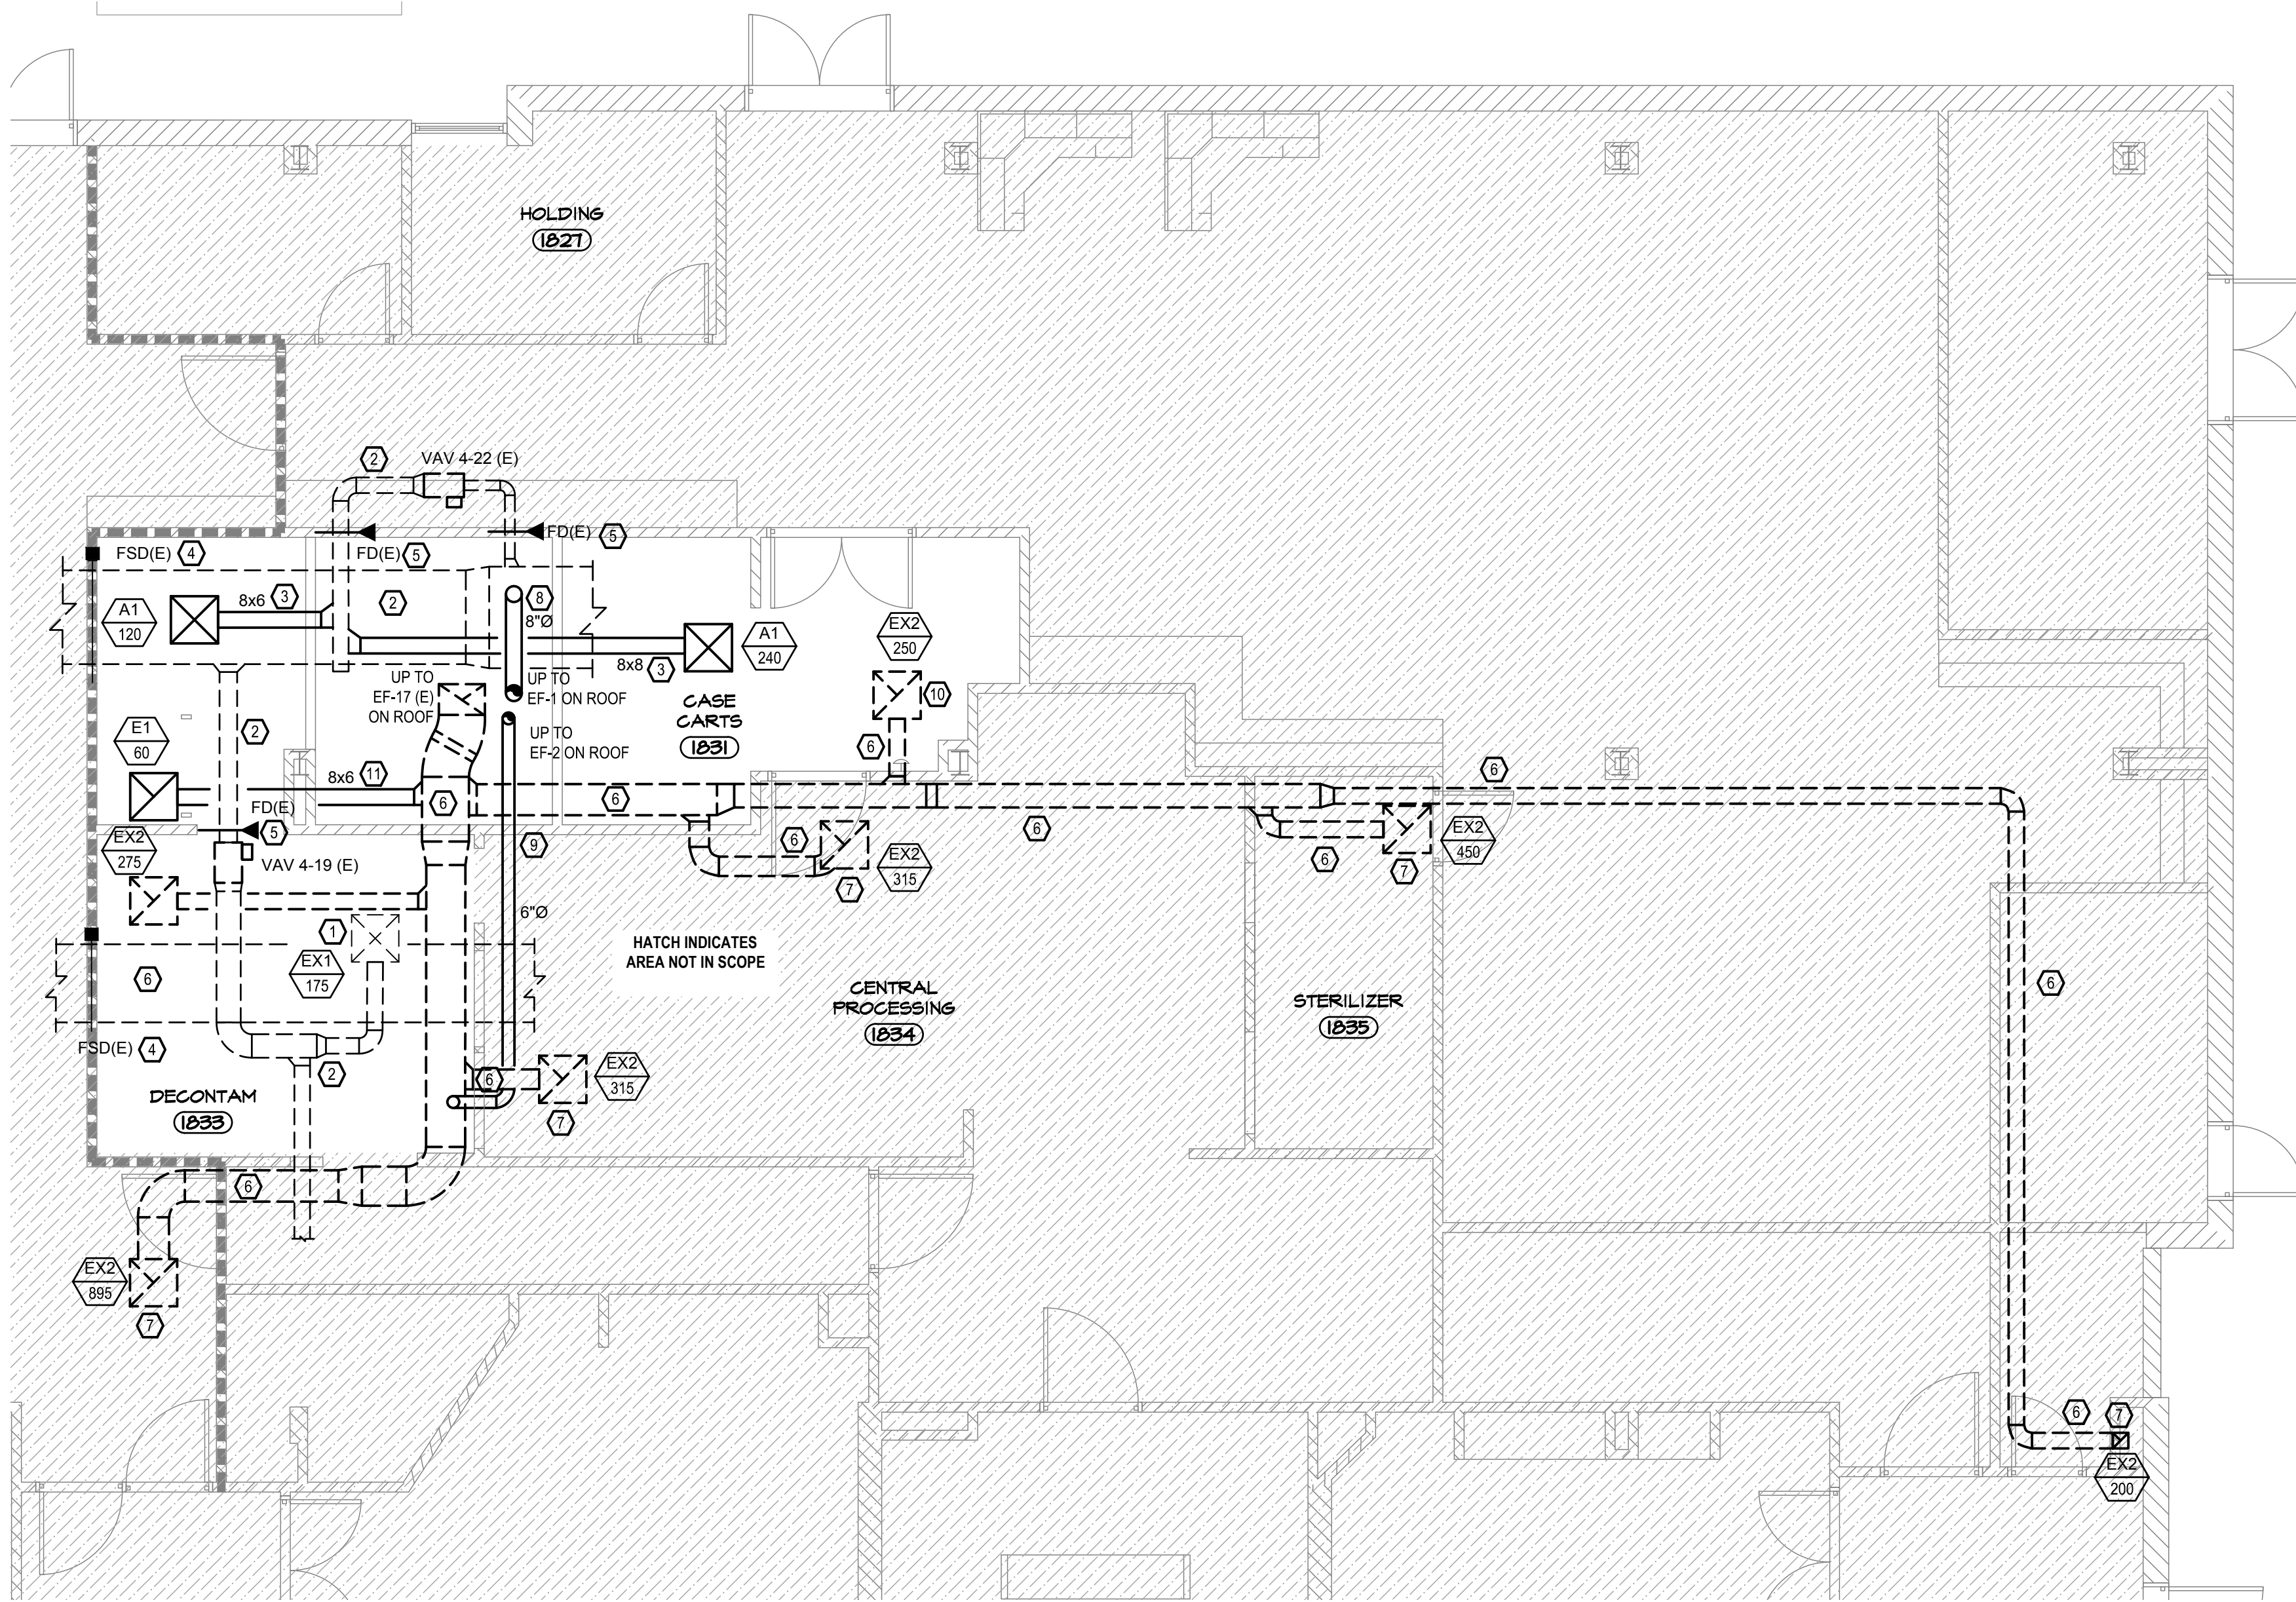 HOLDING
1827
2
VAV 4-22 (E)
FSD(E) 4
FD(E) 5
FD(E) 5
A1
120
8x6 3
2
8
8"Ø
A1
240
8x8 3
EX2
250
10
UP TO
EF-17 (E)
ON ROOF
UP TO
EF-1 ON ROOF
CASE
CARTS
1831
E1
60
2
UP TO
EF-2 ON ROOF
6
8x6 11
6
6
6
FD(E)
5
EX2
275
VAV 4-19 (E)
9
6
EX2
315
7
6
6
EX2
450
7
1
6"Ø
EX1
175
6
HATCH INDICATES
AREA NOT IN SCOPE
CENTRAL
PROCESSING
1834
STERILIZER
1835
6
FSD(E) 4
2
6
EX2
315
7
DECONTAM
1833
6
EX2
895
7
6
7
EX2
200